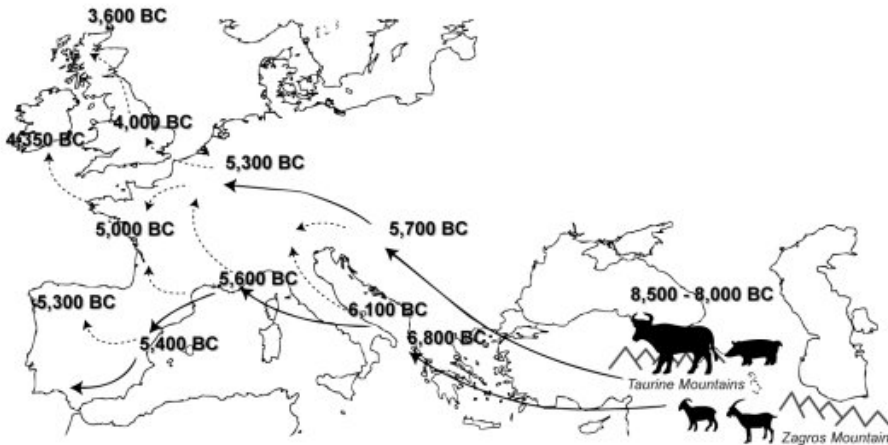 3,600 BC
4,000 BC
4,350 BC
5,300 BC
5,000 BC
5,700 BC
5,600 BC
8,500 - 8,000 BC
5,300 BC
6,100 BC
6,800 BC
5,400 BC
Taurine Mountains
Zagros Mountain